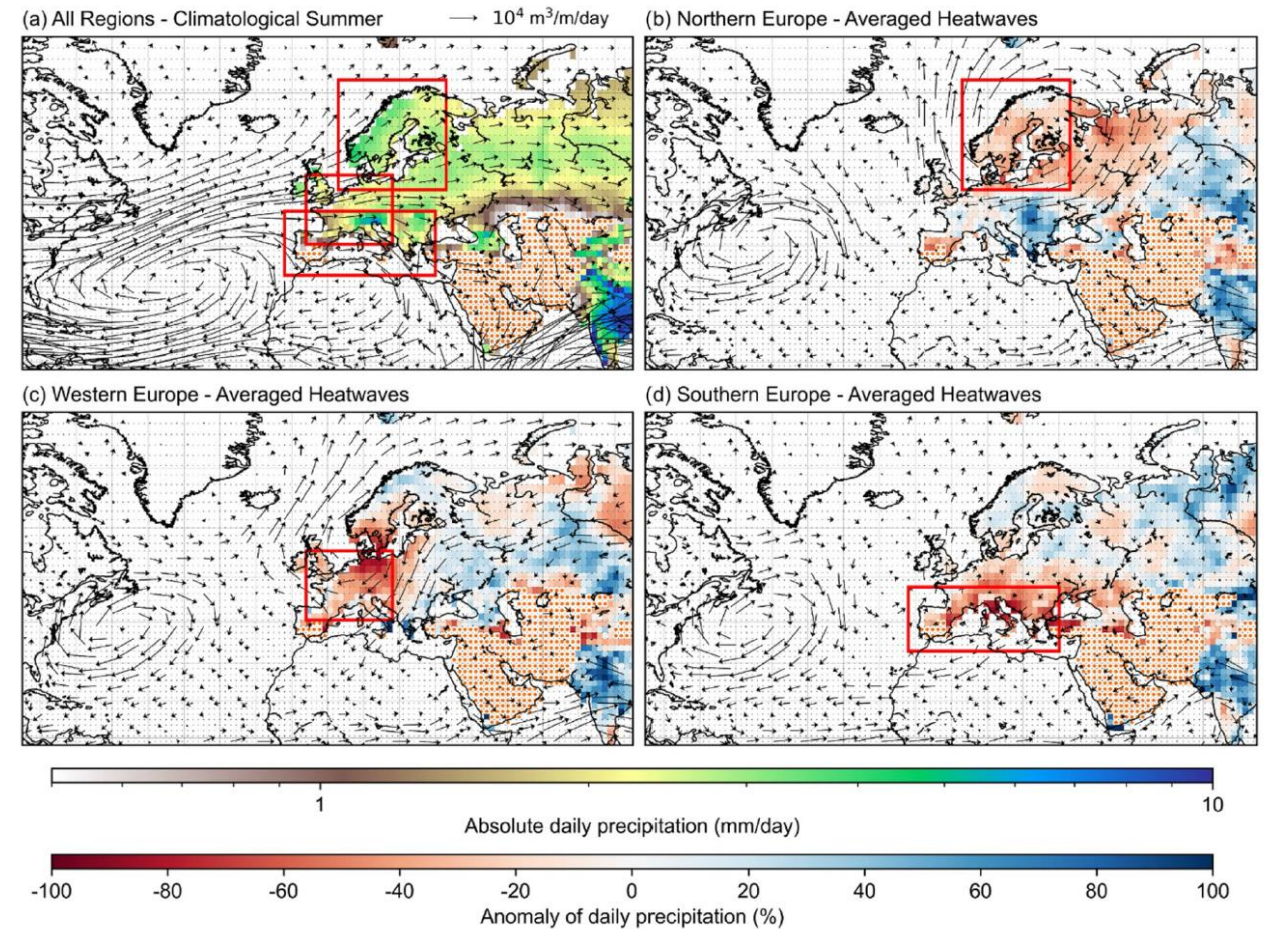 (a) All Regions - Climatological Summer
10⁴ m³/m/day
(b) Northern Europe - Averaged Heatwaves
(c) Western Europe - Averaged Heatwaves
(d) Southern Europe - Averaged Heatwaves
1 10
Absolute daily precipitation (mm/day)
-100 -80 -60 -40 -20 0 20 40 60 80 100
Anomaly of daily precipitation (%)